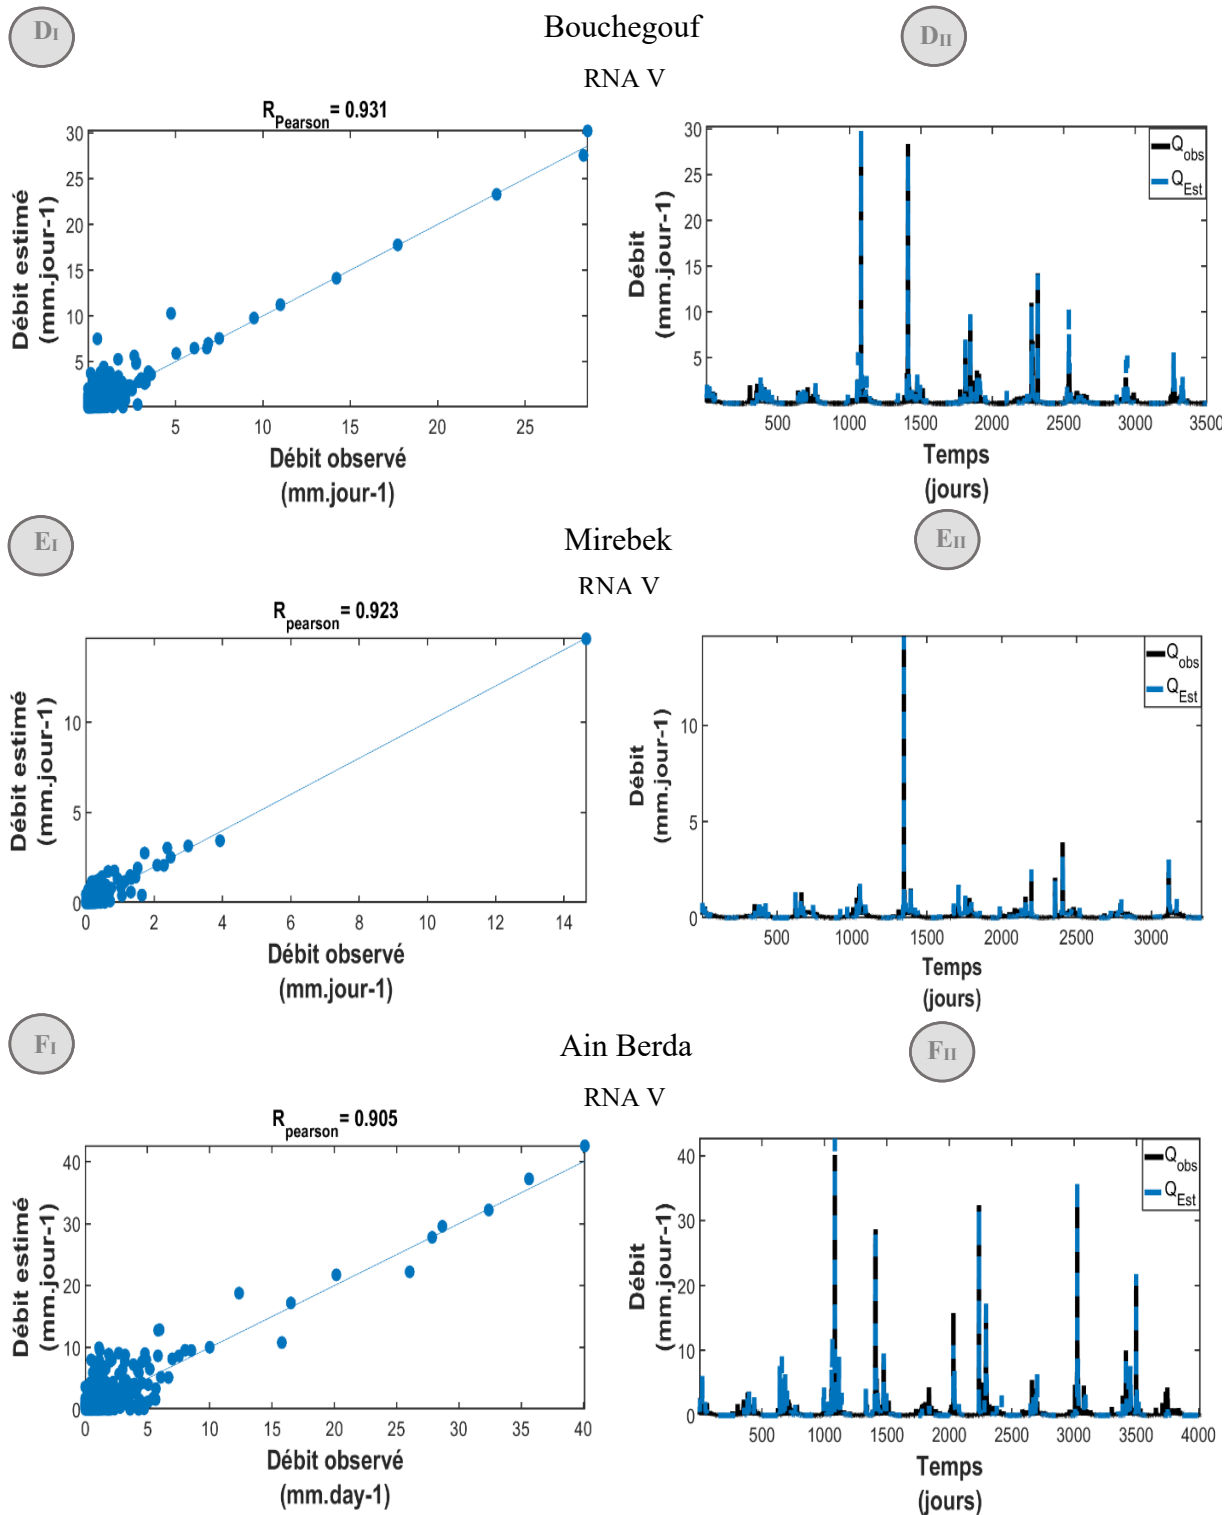 DI
Bouchegouf
DII
RNA V
RPearson = 0.931
30
25
20
15
10
5
5
10
15
20
25
Débit estimé
(mm.jour-1)
Débit observé
(mm.jour-1)
30
25
20
15
10
5
500
1000
1500
2000
2500
3000
3500
Débit
(mm.jour-1)
Temps
(jours)
Qobs
QEst
EI
Mirebek
EII
RNA V
Rpearson = 0.923
10
5
0
0
2
4
6
8
10
12
14
Débit estimé
(mm.jour-1)
Débit observé
(mm.jour-1)
10
5
0
500
1000
1500
2000
2500
3000
Débit
(mm.jour-1)
Temps
(jours)
Qobs
QEst
FI
Ain Berda
FII
RNA V
Rpearson = 0.905
40
30
20
10
0
0
5
10
15
20
25
30
35
40
Débit estimé
(mm.jour-1)
Débit observé
(mm.day-1)
40
30
20
10
0
500
1000
1500
2000
2500
3000
3500
4000
Débit
(mm.jour-1)
Temps
(jours)
Qobs
QEst